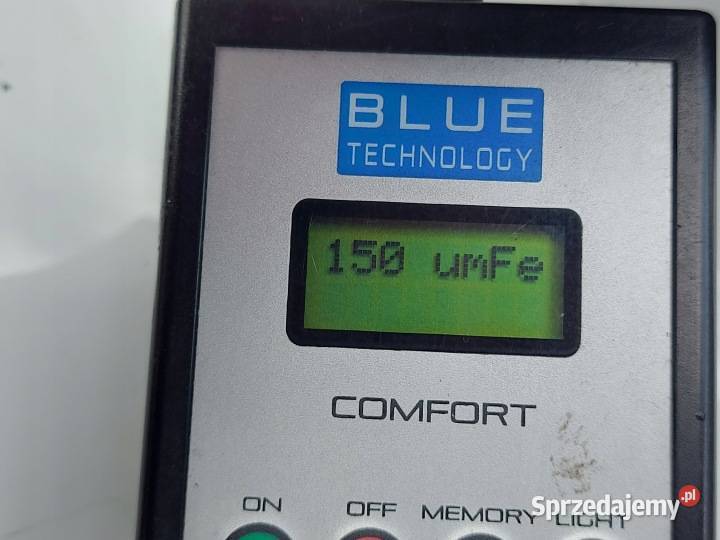 BLUE
TECHNOLOGY
150 umFe
COMFORT
ON OFF MEMORY LIGHT
Sprzedajemy.pl